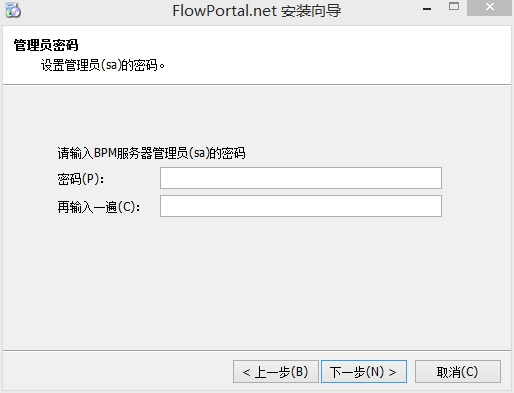 FlowPortal.net 安装向导
管理员密码
设置管理员(sa)的密码。
请输入BPM服务器管理员(sa)的密码
密码(P):
再输入一遍(C):
< 上一步(B) 下一步(N) > 取消(C)